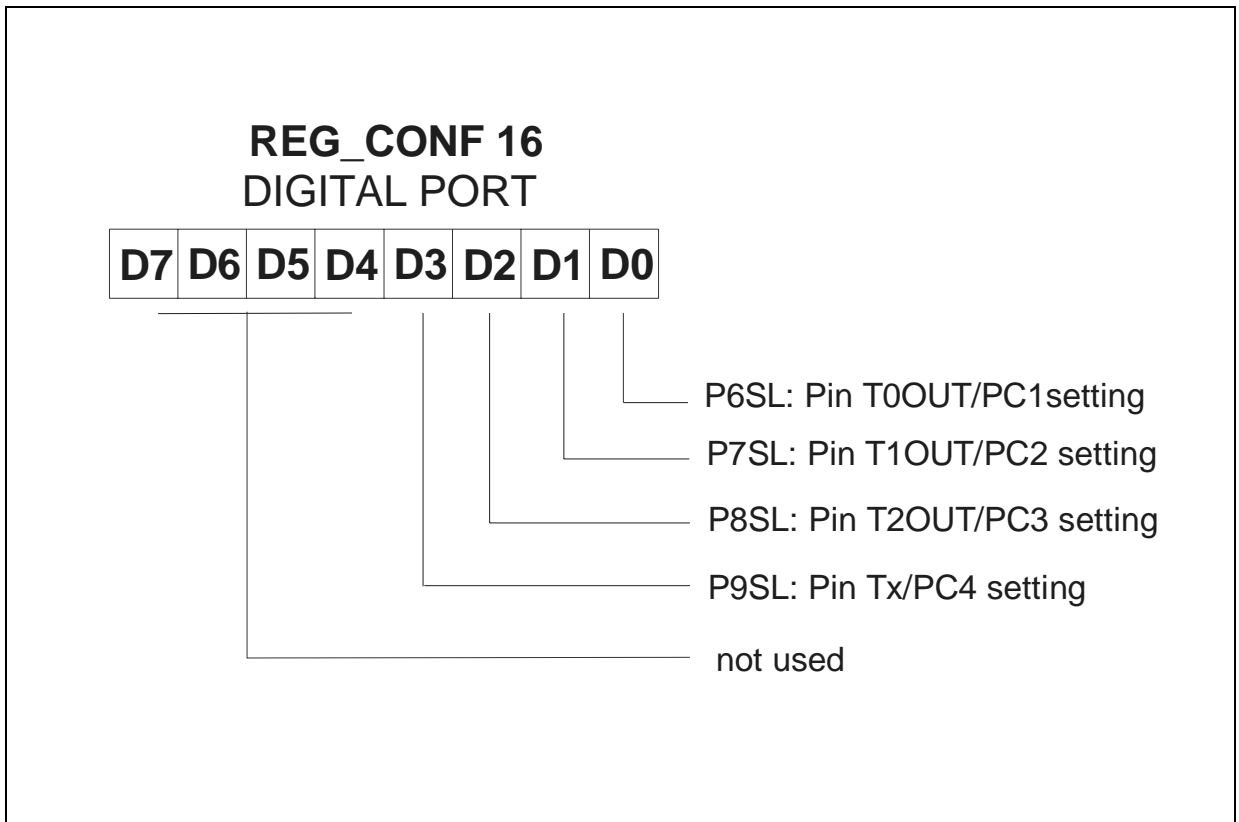 REG_CONF 16
DIGITAL PORT
D7 D6 D5 D4 D3 D2 D1 D0
P6SL: Pin T0OUT/PC1setting
P7SL: Pin T1OUT/PC2 setting
P8SL: Pin T2OUT/PC3 setting
P9SL: Pin Tx/PC4 setting
not used